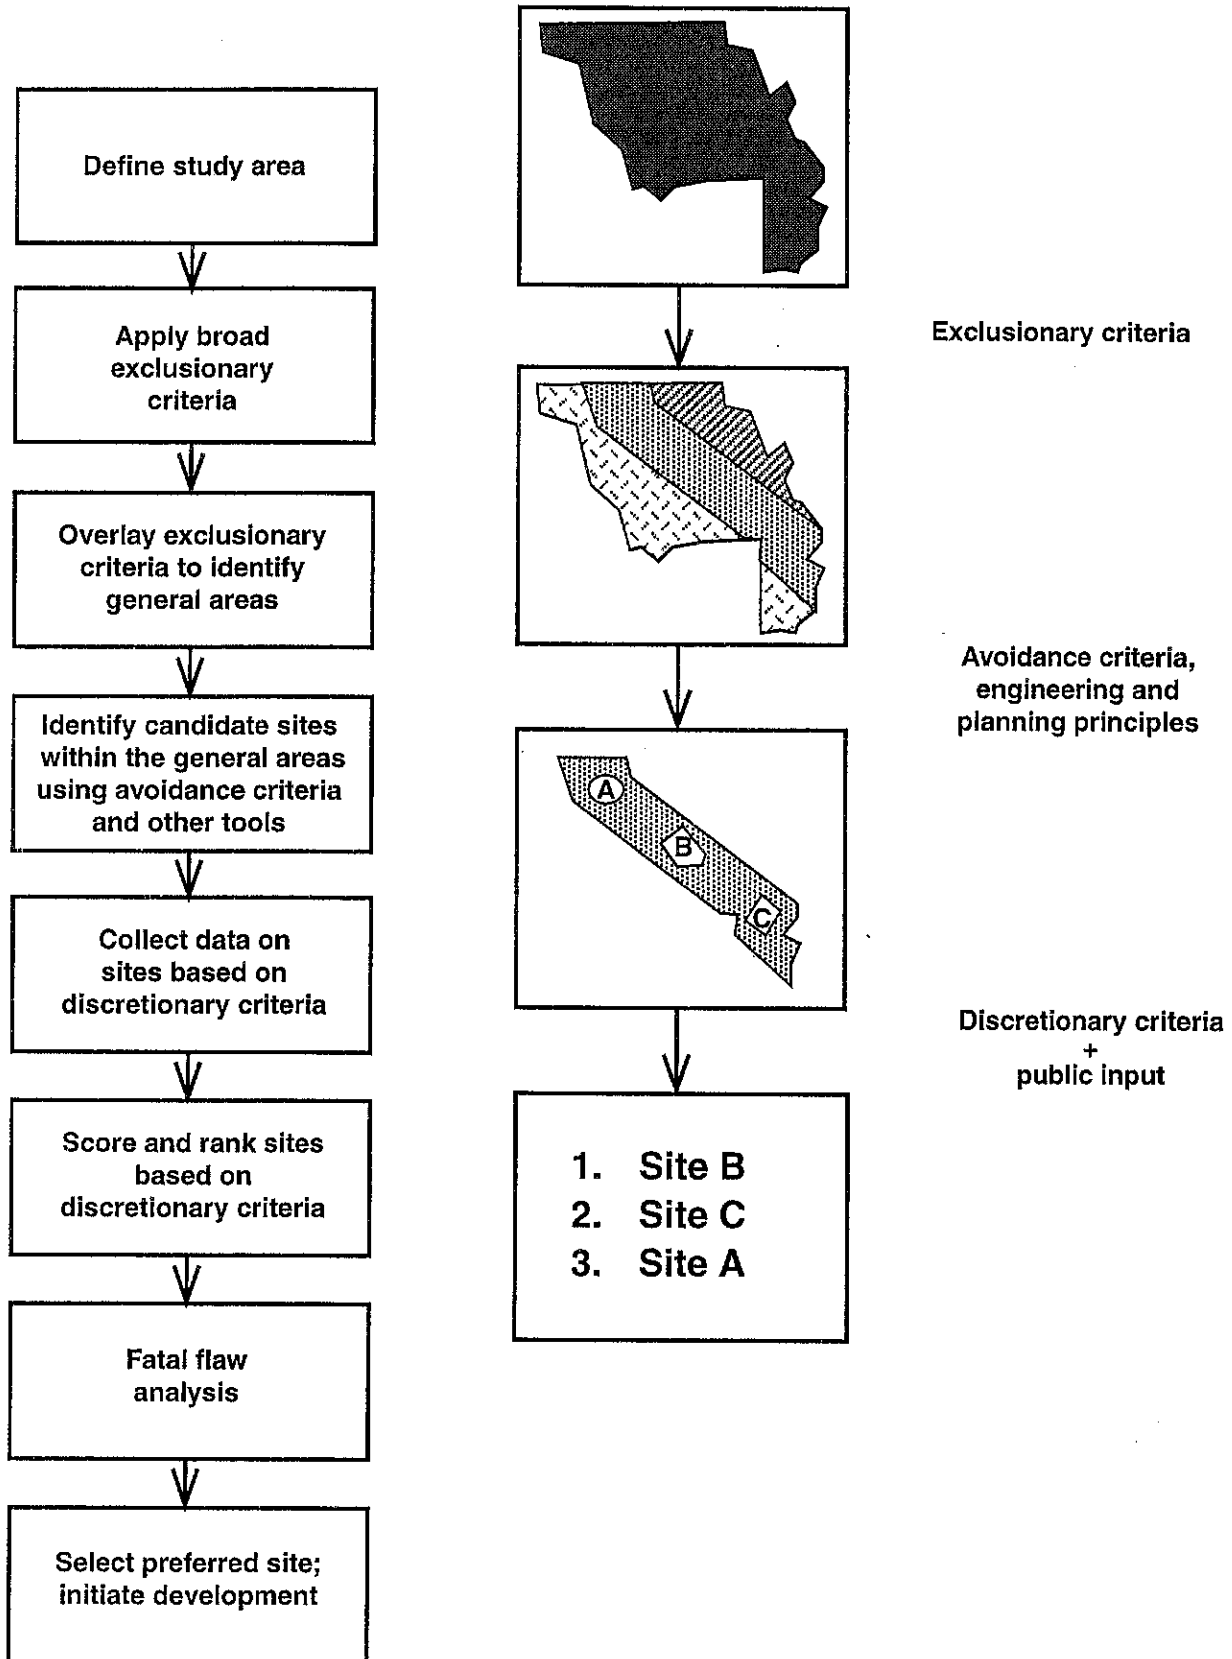 Define study area
Apply broad
exclusionary
criteria
Overlay exclusionary
criteria to identify
general areas
Identify candidate sites
within the general areas
using avoidance criteria
and other tools
Collect data on
sites based on
discretionary criteria
Score and rank sites
based on
discretionary criteria
Fatal flaw
analysis
Select preferred site;
initiate development
Exclusionary criteria
Avoidance criteria,
engineering and
planning principles
A
B
C
Discretionary criteria
+
public input
1. Site B
2. Site C
3. Site A